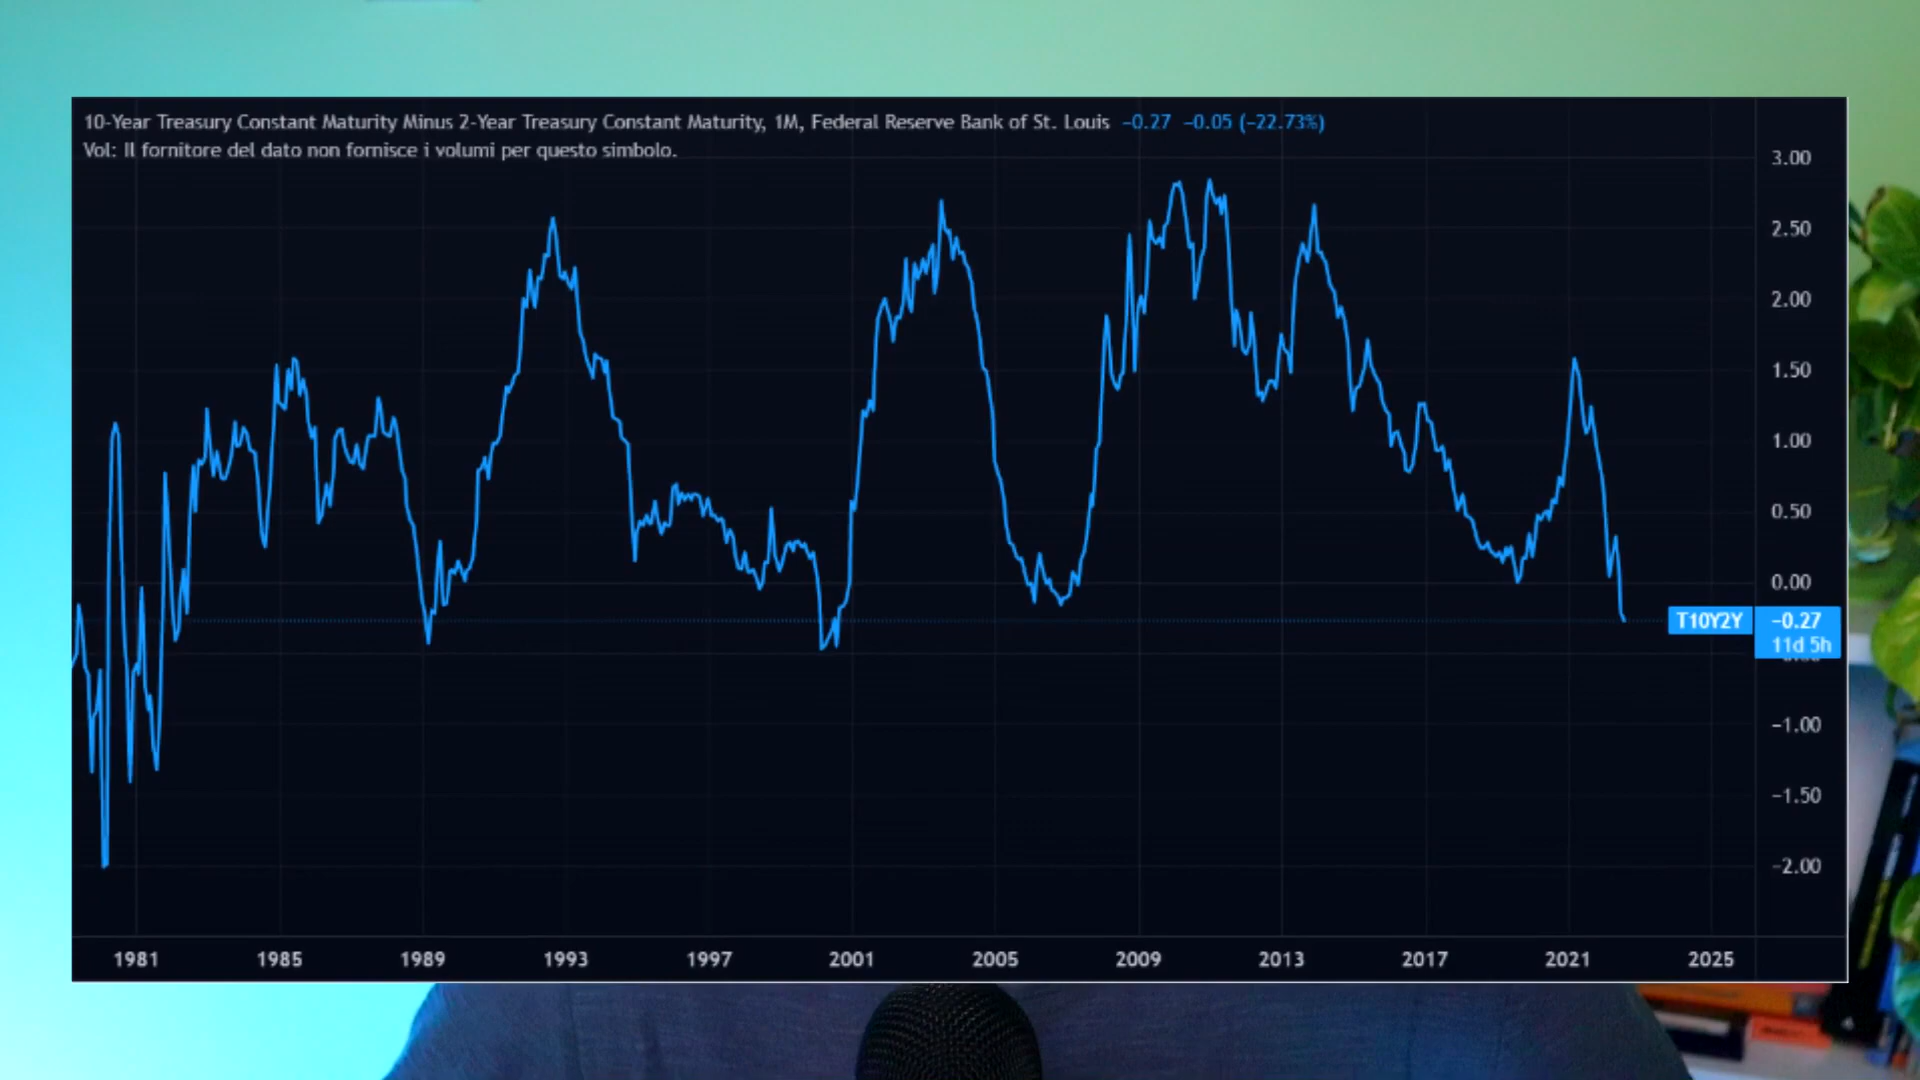 10-Year Treasury Constant Maturity Minus 2-Year Treasury Constant Maturity, 1M, Federal Reserve Bank of St. Louis −0.27 −0.05 (−22.73%)
Vol: Il fornitore del dato non fornisce i volumi per questo simbolo.
3.00
2.50
2.00
1.50
1.00
0.50
0.00
T10Y2Y −0.27
11d 5h
−1.00
−1.50
−2.00
1981 1985 1989 1993 1997 2001 2005 2009 2013 2017 2021 2025